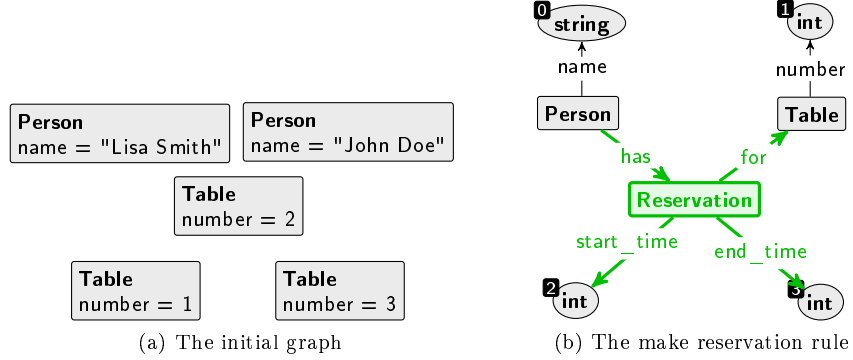 Person
name = "Lisa Smith"
Person
name = "John Doe"
Table
number = 2
Table
number = 1
Table
number = 3
(a) The initial graph
0
string
1
int
name
number
Person
Table
has
for
Reservation
start_time
end_time
2
int
3
int
(b) The make reservation rule